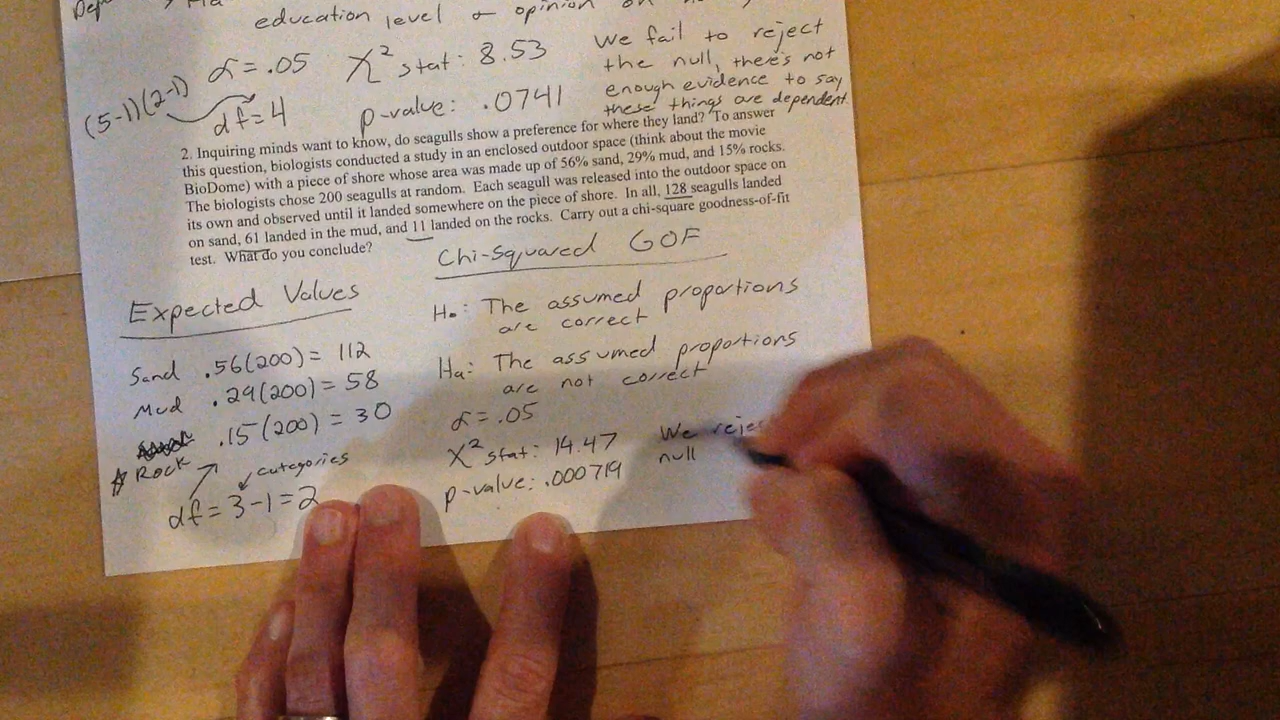 education level & opinion on
(5-1)(2-1)
α = .05
df = 4
χ² stat: 8.53
p-value: .0741
We fail to reject
the null, there's not
enough evidence to say
these things are dependent.
2. Inquiring minds want to know, do seagulls show a preference for where they land? To answer
this question, biologists conducted a study in an enclosed outdoor space (think about the movie
BioDome) with a piece of shore whose area was made up of 56% sand, 29% mud, and 15% rocks.
The biologists chose 200 seagulls at random. Each seagull was released into the outdoor space on
its own and observed until it landed somewhere on the piece of shore. In all, 128 seagulls landed
on sand, 61 landed in the mud, and 11 landed on the rocks. Carry out a chi-square goodness-of-fit
test. What do you conclude?
Expected Values
Sand .56(200) = 112
Mud .29(200) = 58
.15(200) = 30
Rock
categories
df = 3-1 = 2
Chi-Squared GOF
H₀: The assumed proportions
are correct
Ha: The assumed proportions
are not correct
α = .05
χ² stat: 14.47
p-value: .000719
We rejec
null